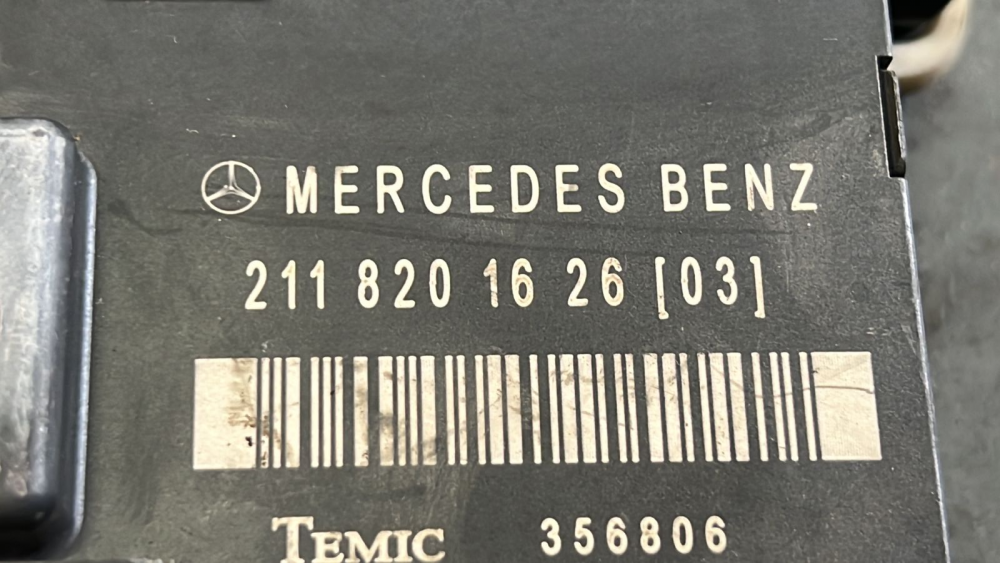 MERCEDES BENZ
211 820 16 26 [03]
TEMIC 356806